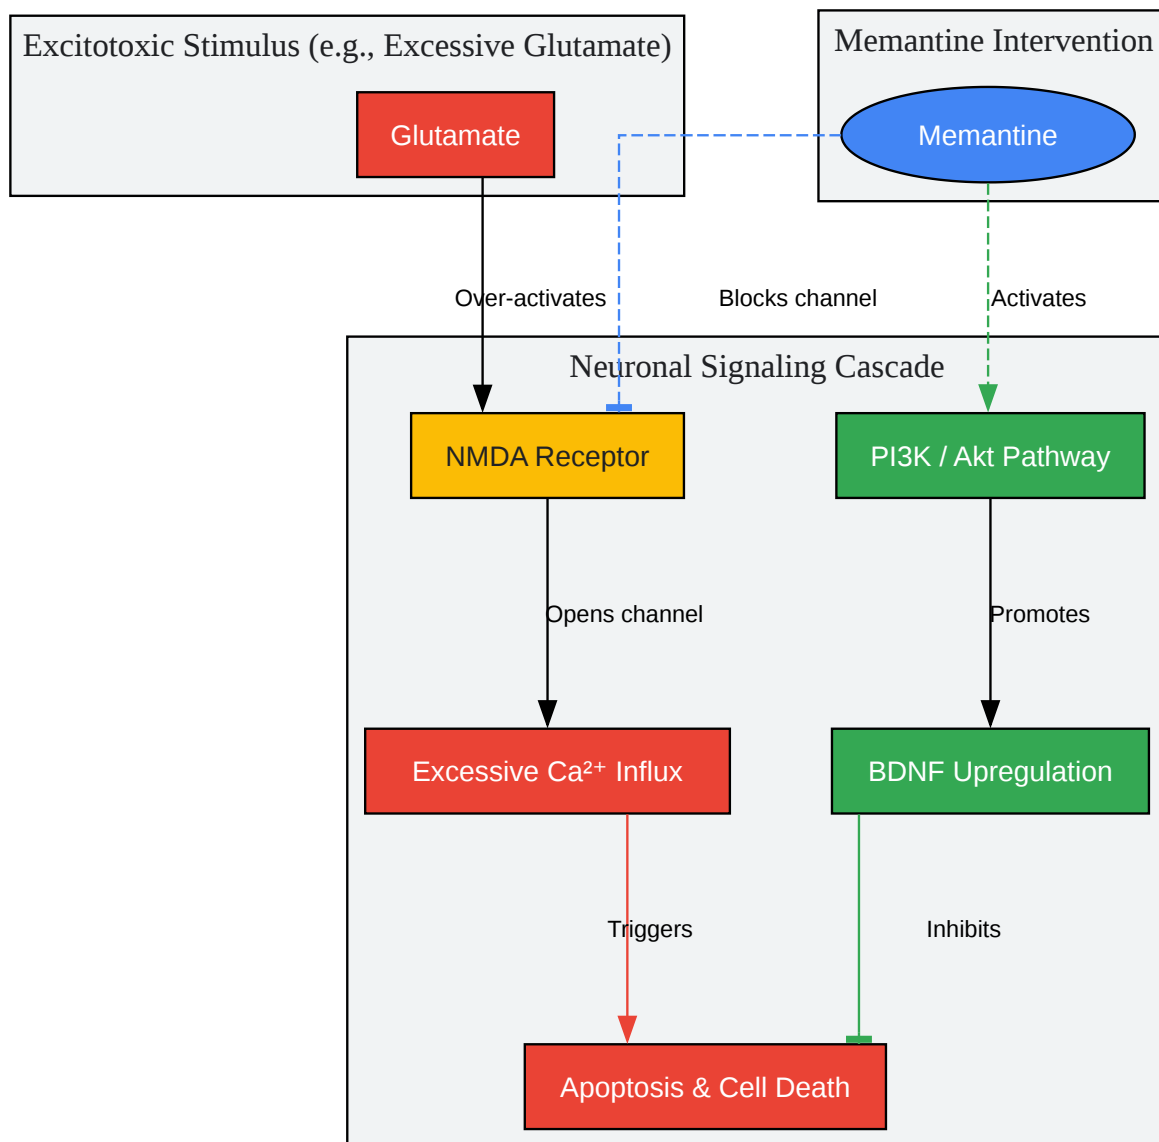 Excitotoxic Stimulus (e.g., Excessive Glutamate)
Memantine Intervention
Glutamate
Memantine
Over-activates
Blocks channel
Activates
Neuronal Signaling Cascade
NMDA Receptor
PI3K / Akt Pathway
Opens channel
Promotes
Excessive Ca²⁺ Influx
BDNF Upregulation
Triggers
Inhibits
Apoptosis & Cell Death